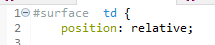 1⊖#surface  td {
2    position: relative;